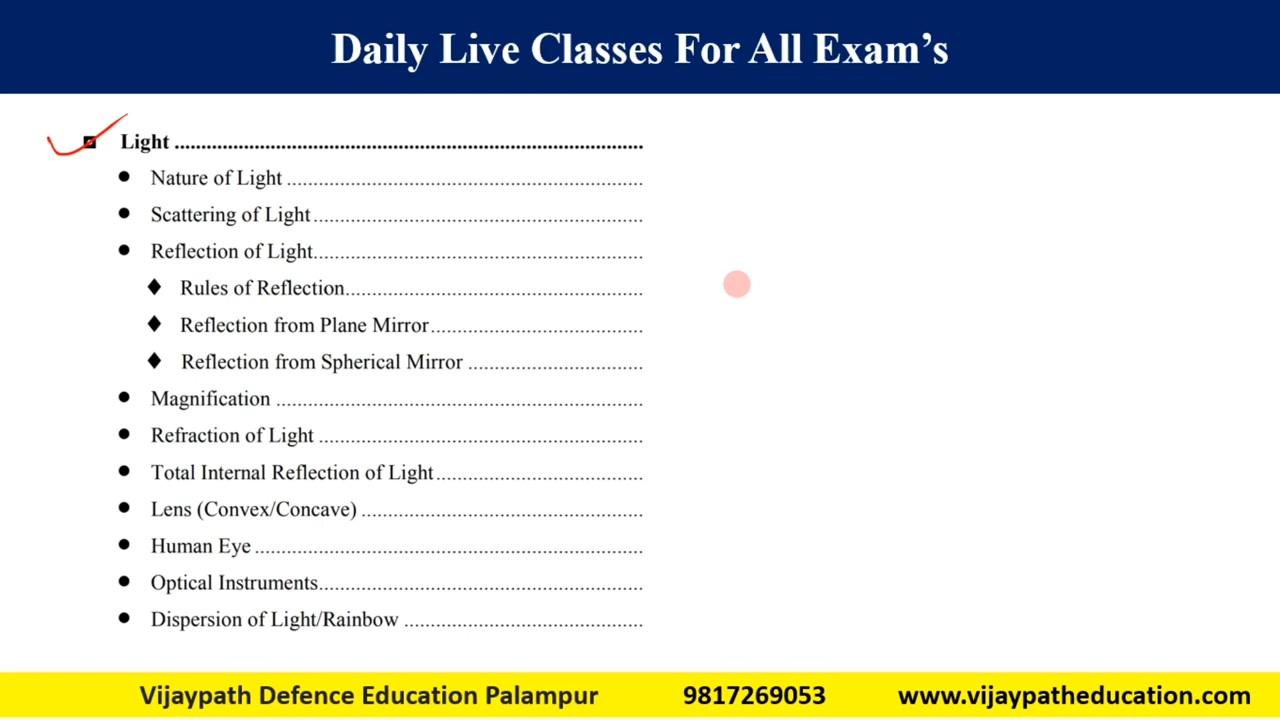 Daily Live Classes For All Exam’s
Light ..........................................................................................
Nature of Light ...................................................................
Scattering of Light..............................................................
Reflection of Light..............................................................
Rules of Reflection........................................................
Reflection from Plane Mirror........................................
Reflection from Spherical Mirror .................................
Magnification .....................................................................
Refraction of Light .............................................................
Total Internal Reflection of Light.......................................
Lens (Convex/Concave) .....................................................
Human Eye .........................................................................
Optical Instruments.............................................................
Dispersion of Light/Rainbow .............................................
Vijaypath Defence Education Palampur 9817269053 www.vijaypatheducation.com